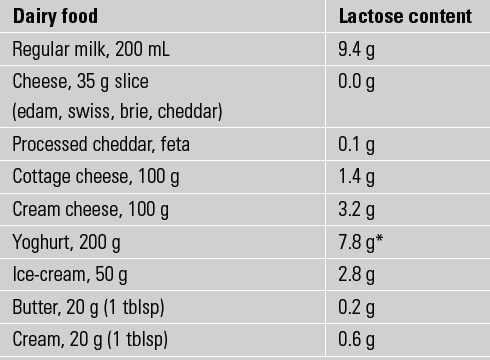 Dairy food Lactose content
Regular milk, 200 mL 9.4 g
Cheese, 35 g slice 0.0 g
(edam, swiss, brie, cheddar)
Processed cheddar, feta 0.1 g
Cottage cheese, 100 g 1.4 g
Cream cheese, 100 g 3.2 g
Yoghurt, 200 g 7.8 g*
Ice-cream, 50 g 2.8 g
Butter, 20 g (1 tblsp) 0.2 g
Cream, 20 g (1 tblsp) 0.6 g